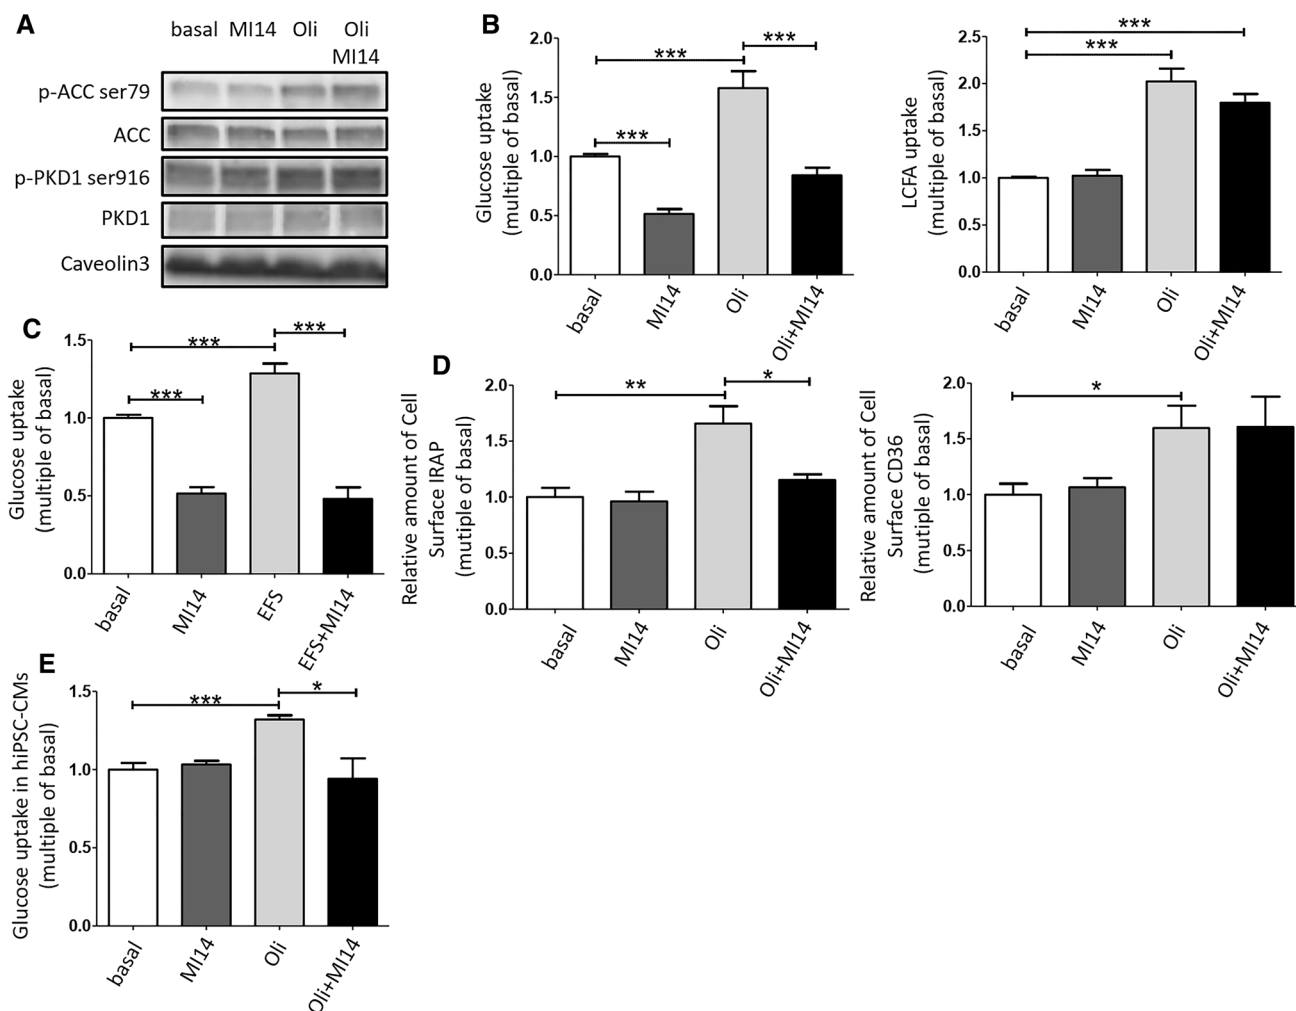 A
basal MI14 Oli Oli
MI14
p-ACC ser79
ACC
p-PKD1 ser916
PKD1
Caveolin3
B
Glucose uptake
(multiple of basal)
2.0
1.5
1.0
0.5
0.0
***
***
***
basal
MI14
Oli
Oli+MI14
LCFA uptake
(multiple of basal)
2.5
2.0
1.5
1.0
0.5
0.0
***
***
basal
MI14
Oli
Oli+MI14
C
Glucose uptake
(multiple of basal)
1.5
1.0
0.5
0.0
***
***
***
basal
MI14
EFS
EFS+MI14
D
Relative amount of Cell
Surface IRAP
(mutiple of basal)
2.0
1.5
1.0
0.5
0.0
**
*
basal
MI14
Oli
Oli+MI14
Relative amount of Cell
Surface CD36
(mutiple of basal)
2.0
1.5
1.0
0.5
0.0
*
basal
MI14
Oli
Oli+MI14
E
Glucose uptake in hiPSC-CMs
(multiple of basal)
1.5
1.0
0.5
0.0
***
*
basal
MI14
Oli
Oli+MI14